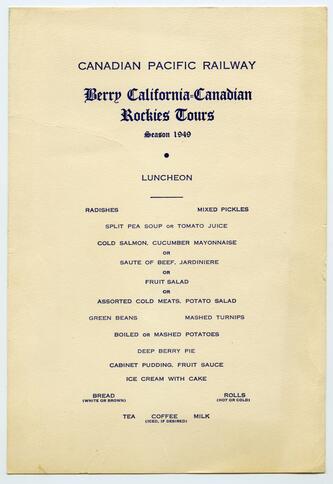 CANADIAN PACIFIC RAILWAY
Berry California-Canadian
Rockies Tours
Season 1949
LUNCHEON
RADISHES MIXED PICKLES
SPLIT PEA SOUP OR TOMATO JUICE
COLD SALMON, CUCUMBER MAYONNAISE
OR
SAUTE OF BEEF, JARDINIERE
OR
FRUIT SALAD
OR
ASSORTED COLD MEATS, POTATO SALAD
GREEN BEANS MASHED TURNIPS
BOILED OR MASHED POTATOES
DEEP BERRY PIE
CABINET PUDDING, FRUIT SAUCE
ICE CREAM WITH CAKE
BREAD ROLLS
(WHITE OR BROWN) (HOT OR COLD)
TEA COFFEE MILK
(ICED, IF DESIRED)